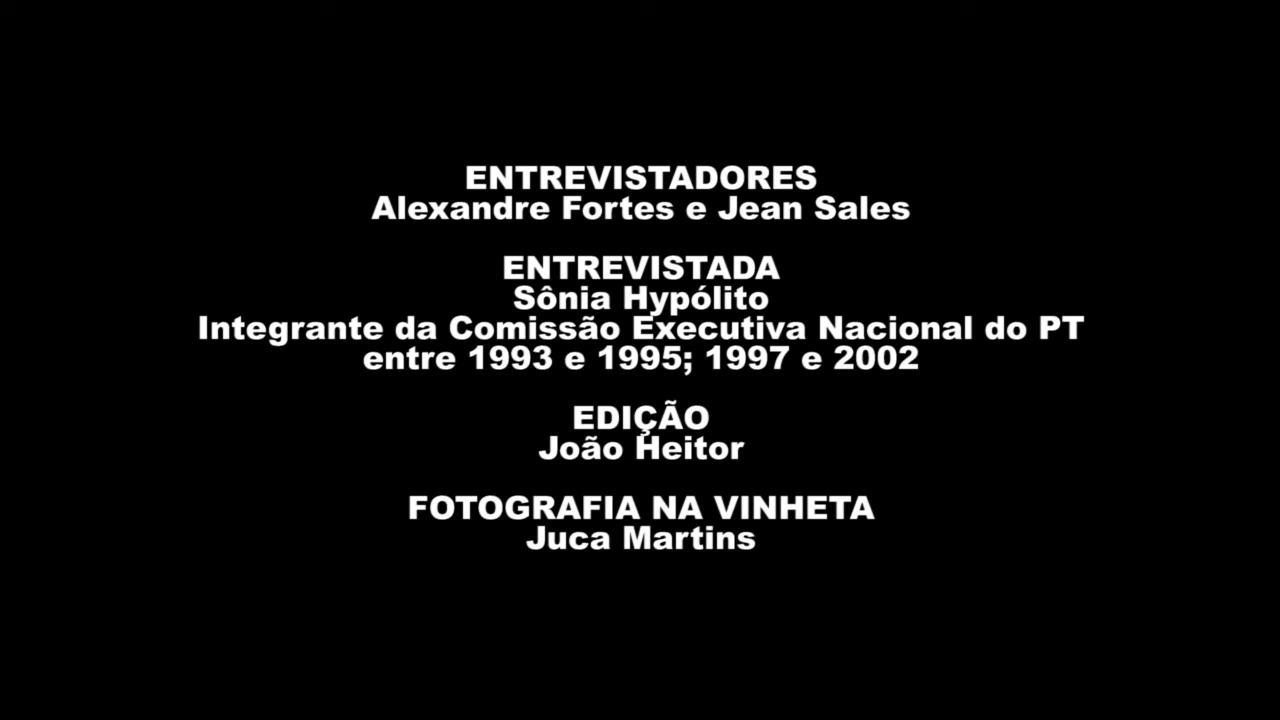 ENTREVISTADORES
Alexandre Fortes e Jean Sales
ENTREVISTADA
Sônia Hypólito
Integrante da Comissão Executiva Nacional do PT
entre 1993 e 1995; 1997 e 2002
EDIÇÃO
João Heitor
FOTOGRAFIA NA VINHETA
Juca Martins